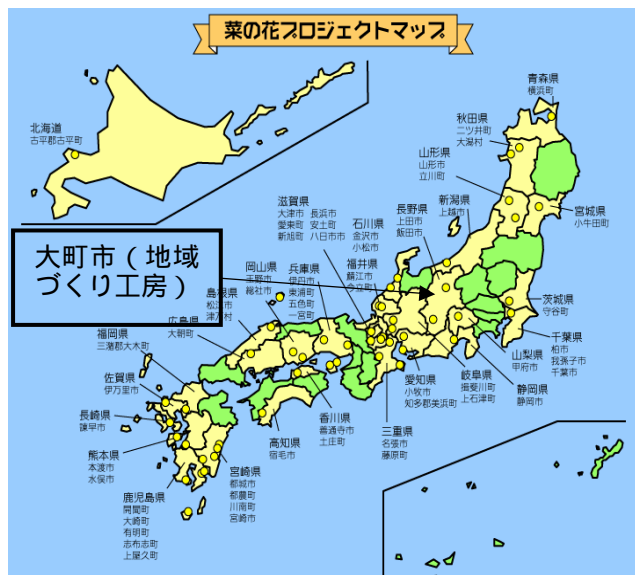 菜の花プロジェクトマップ
青森県
横浜町
秋田県
二ツ井町
大潟村
北海道
古平郡古平町
山形県
山形市
立川町
宮城県
小牛田町
新潟県
上越市
長野県
上田市
飯田市
石川県
金沢市
小松市
滋賀県
大津市 長浜市
愛東町 安土町
新旭町 八日市市
福井県
鯖江市
今立町
兵庫県
伊丹市
東浦町
五色町
一宮町
岡山県
玉野市
総社市
大町市(地域
づくり工房)
島根県
松江市
広島県
大朝町
福岡県
三潴郡大木町
佐賀県
伊万里市
長崎県
諫早市
熊本県
本渡市
水俣市
鹿児島県
開聞町
大崎町
有明町
志布志町
上屋久町
宮崎県
都城市
都農町
川南町
宮崎市
高知県
宿毛市
香川県
善通寺市
土庄町
三重県
名張市
藤原町
愛知県
小牧市
知多郡美浜町
岐阜県
揖斐川町
上石津町
静岡県
静岡市
山梨県
甲府市
千葉県
柏市
我孫子市
千葉市
茨城県
守谷町